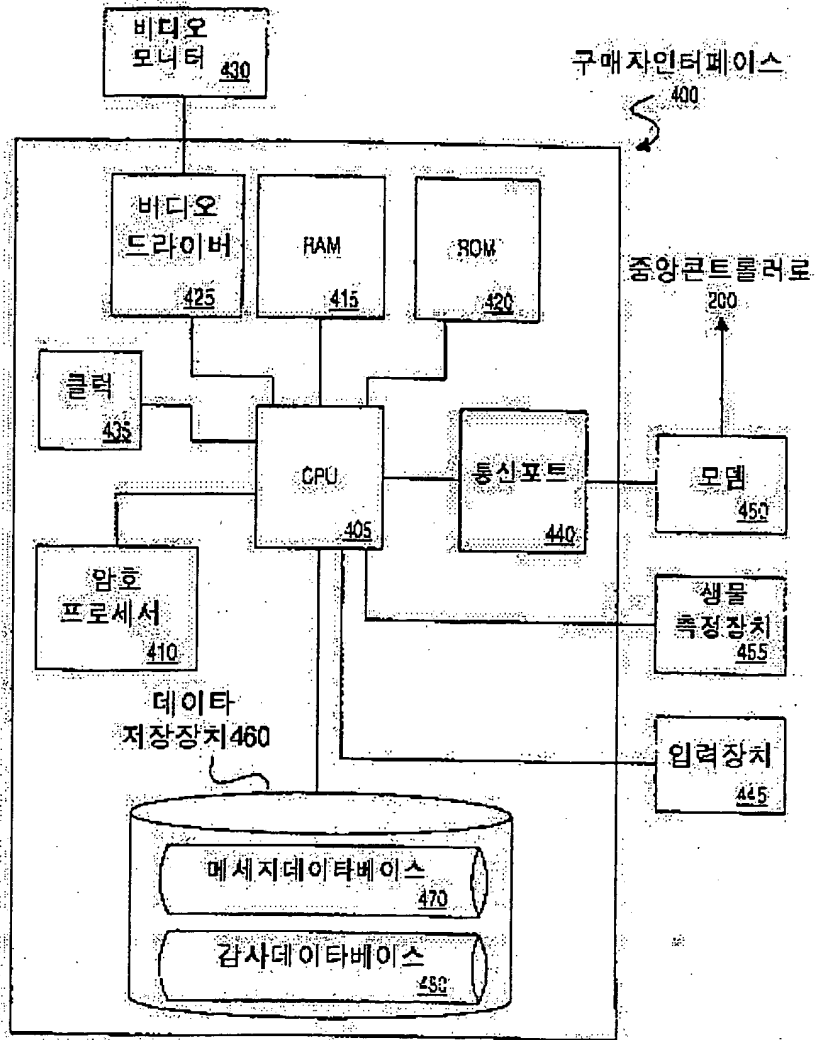 비디오
모니터 430
구매자인터페이스
400
비디오
드라이버
425
RAM
415
ROM
420
중앙콘트롤러로
200
클럭
435
CPU
405
통신포트
440
모뎀
450
암호
프로세서
410
생물
측정장치
455
데이타
저장장치460
입력장치
445
메세지데이타베이스
470
감사데이타베이스
480